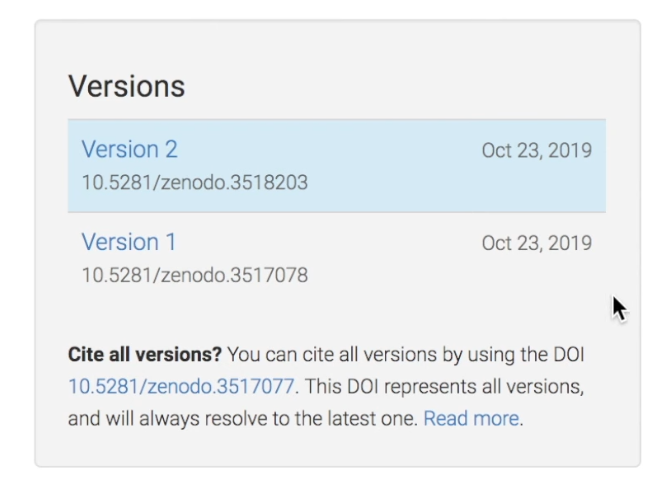 Versions
Version 2 Oct 23, 2019
10.5281/zenodo.3518203
Version 1 Oct 23, 2019
10.5281/zenodo.3517078
Cite all versions? You can cite all versions by using the DOI
10.5281/zenodo.3517077. This DOI represents all versions,
and will always resolve to the latest one. Read more.